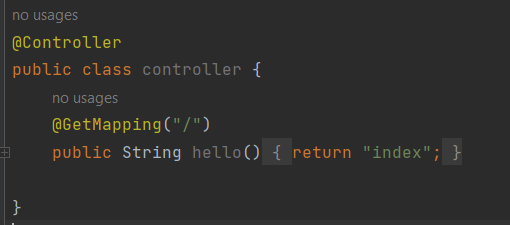 no usages
@Controller
public class controller {
no usages
@GetMapping("/")
public String hello() { return "index"; }
}